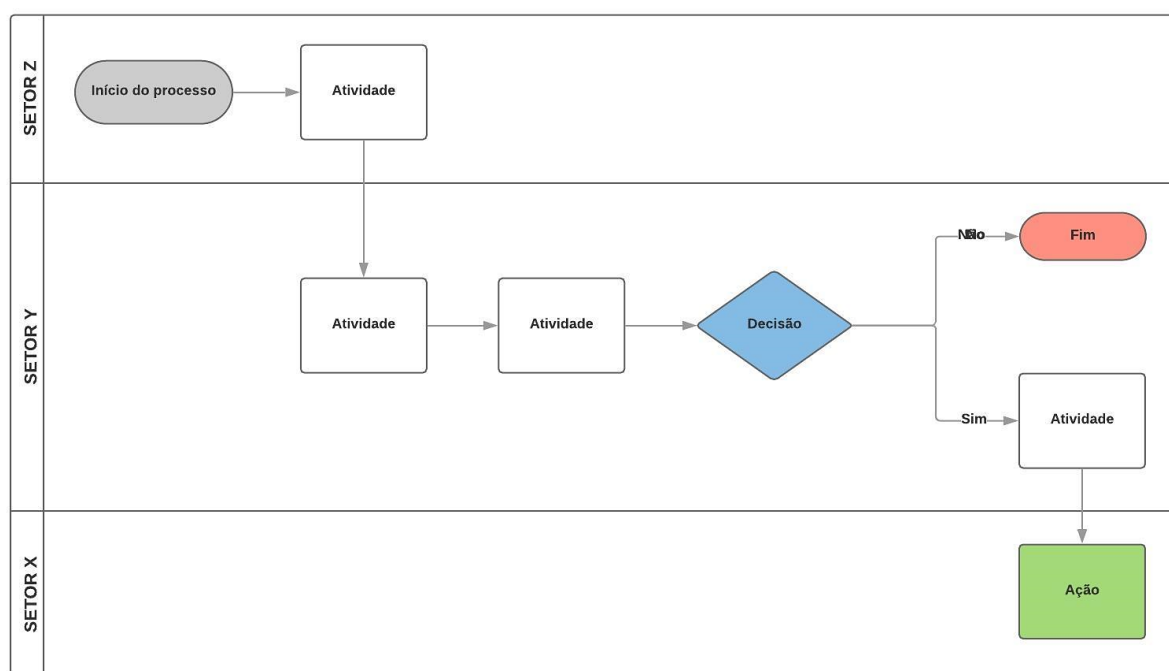 SETOR Z
Início do processo
Atividade
SETOR Y
Atividade
Atividade
Decisão
Fim
Sim
Atividade
SETOR X
Ação